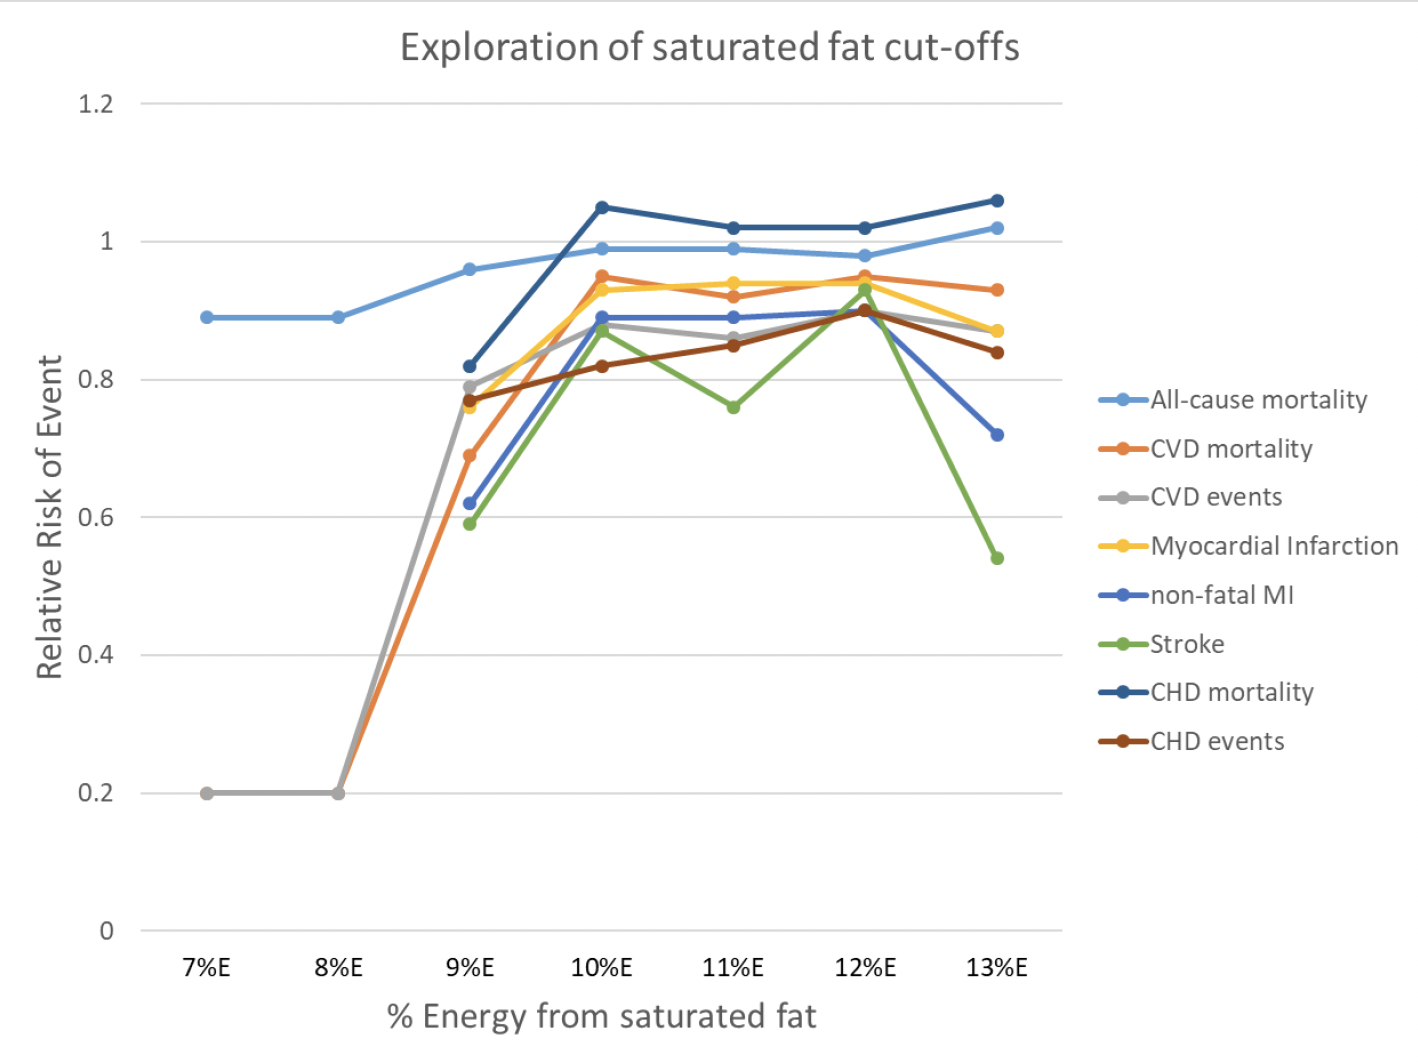 Exploration of saturated fat cut-offs
1.2
1
0.8
0.6
0.4
0.2
0
Relative Risk of Event
7%E 8%E 9%E 10%E 11%E 12%E 13%E
% Energy from saturated fat
All-cause mortality
CVD mortality
CVD events
Myocardial Infarction
non-fatal MI
Stroke
CHD mortality
CHD events